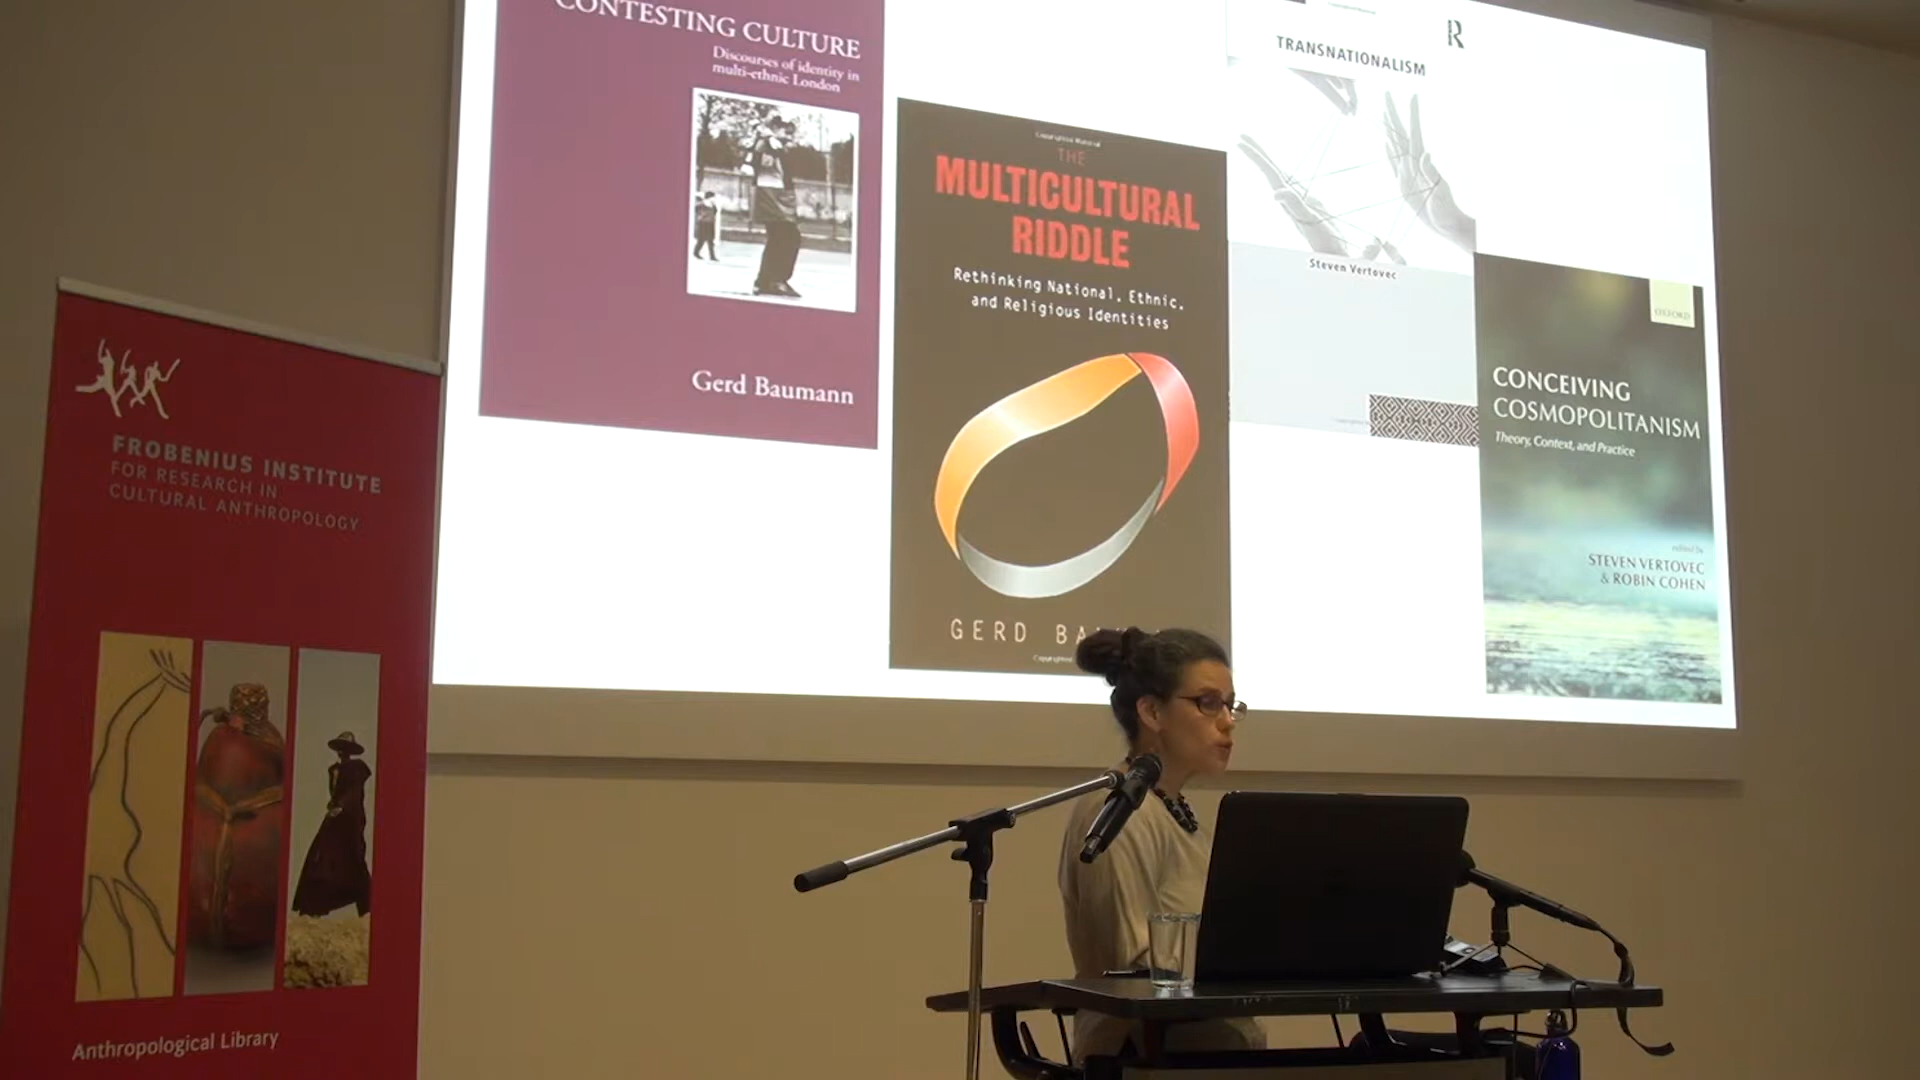 FROBENIUS INSTITUTE
FOR RESEARCH IN
CULTURAL ANTHROPOLOGY
Anthropological Library
CONTESTING CULTURE
Discourses of identity in
multi-ethnic London
Gerd Baumann
THE
MULTICULTURAL
RIDDLE
Rethinking National, Ethnic,
and Religious Identities
GERD
R
TRANSNATIONALISM
Steven Vertovec
OXFORD
CONCEIVING
COSMOPOLITANISM
Theory, Context, and Practice
edited by
STEVEN VERTOVEC
& ROBIN COHEN